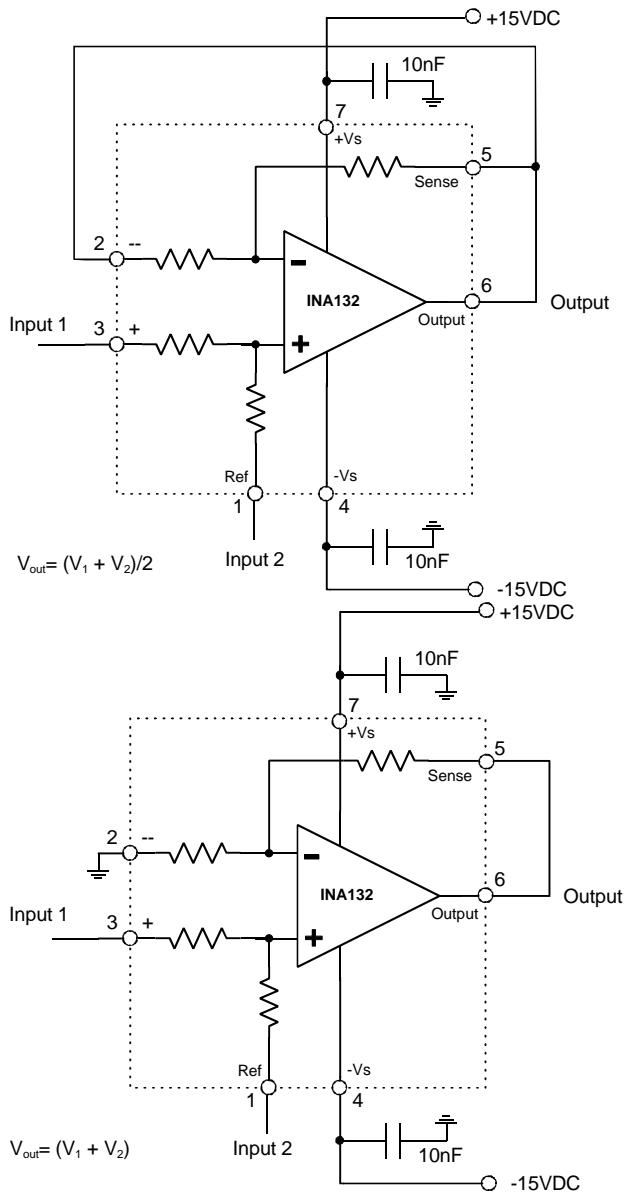 +15VDC
10nF
7
+Vs
5
Sense
2 --
6
INA132
Output
Output
Input 1
3 +
Ref
-Vs
1
4
Input 2
10nF
Vout= (V1 + V2)/2
-15VDC
+15VDC
10nF
7
+Vs
5
Sense
2 --
6
INA132
Output
Output
Input 1
3 +
Ref
-Vs
1
4
Input 2
10nF
Vout= (V1 + V2)
-15VDC